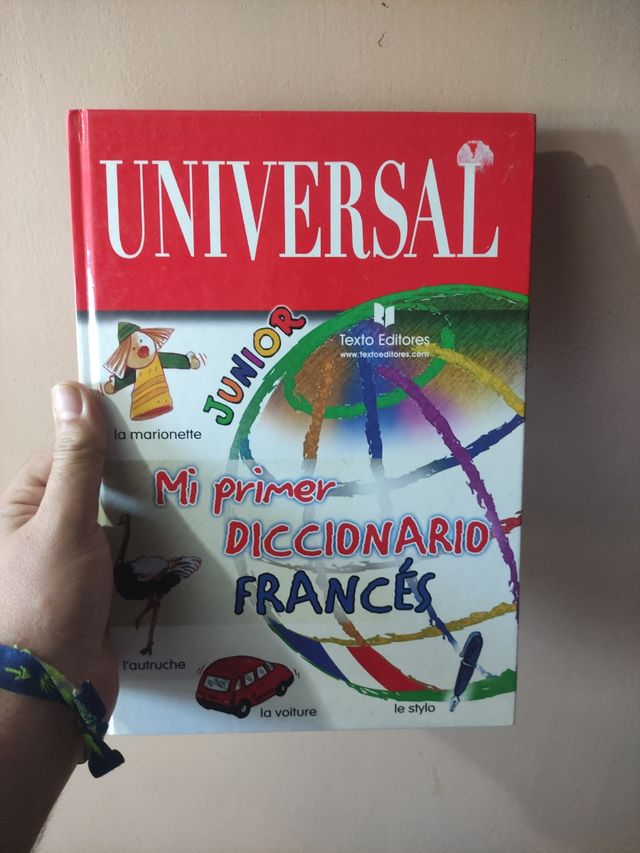 UNIVERSAL
JUNIOR
Texto Editores
www.textoeditores.com
la marionette
Mi primer
DICCIONARIO
FRANCÉS
l'autruche
la voiture
le stylo